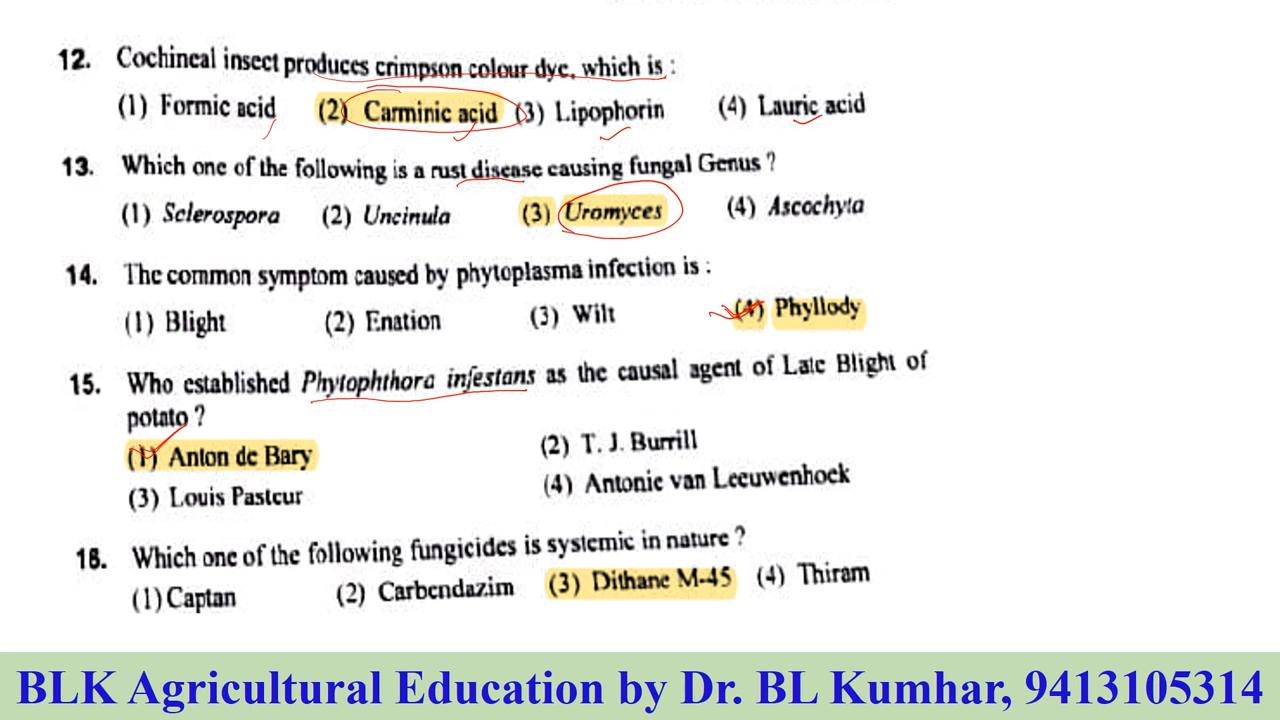 12. Cochineal insect produces crimpson colour dye, which is :
(1) Formic acid (2) Carminic acid (3) Lipophorin (4) Lauric acid
13. Which one of the following is a rust disease causing fungal Genus ?
(1) Sclerospora (2) Uncinula (3) Uromyces (4) Ascochyta
14. The common symptom caused by phytoplasma infection is :
(1) Blight (2) Enation (3) Wilt (4) Phyllody
15. Who established Phytophthora infestans as the causal agent of Late Blight of
potato ?
(1) Anton de Bary (2) T. J. Burrill
(3) Louis Pasteur (4) Antonie van Leeuwenhoek
16. Which one of the following fungicides is systemic in nature ?
(1) Captan (2) Carbendazim (3) Dithane M-45 (4) Thiram
BLK Agricultural Education by Dr. BL Kumhar, 9413105314